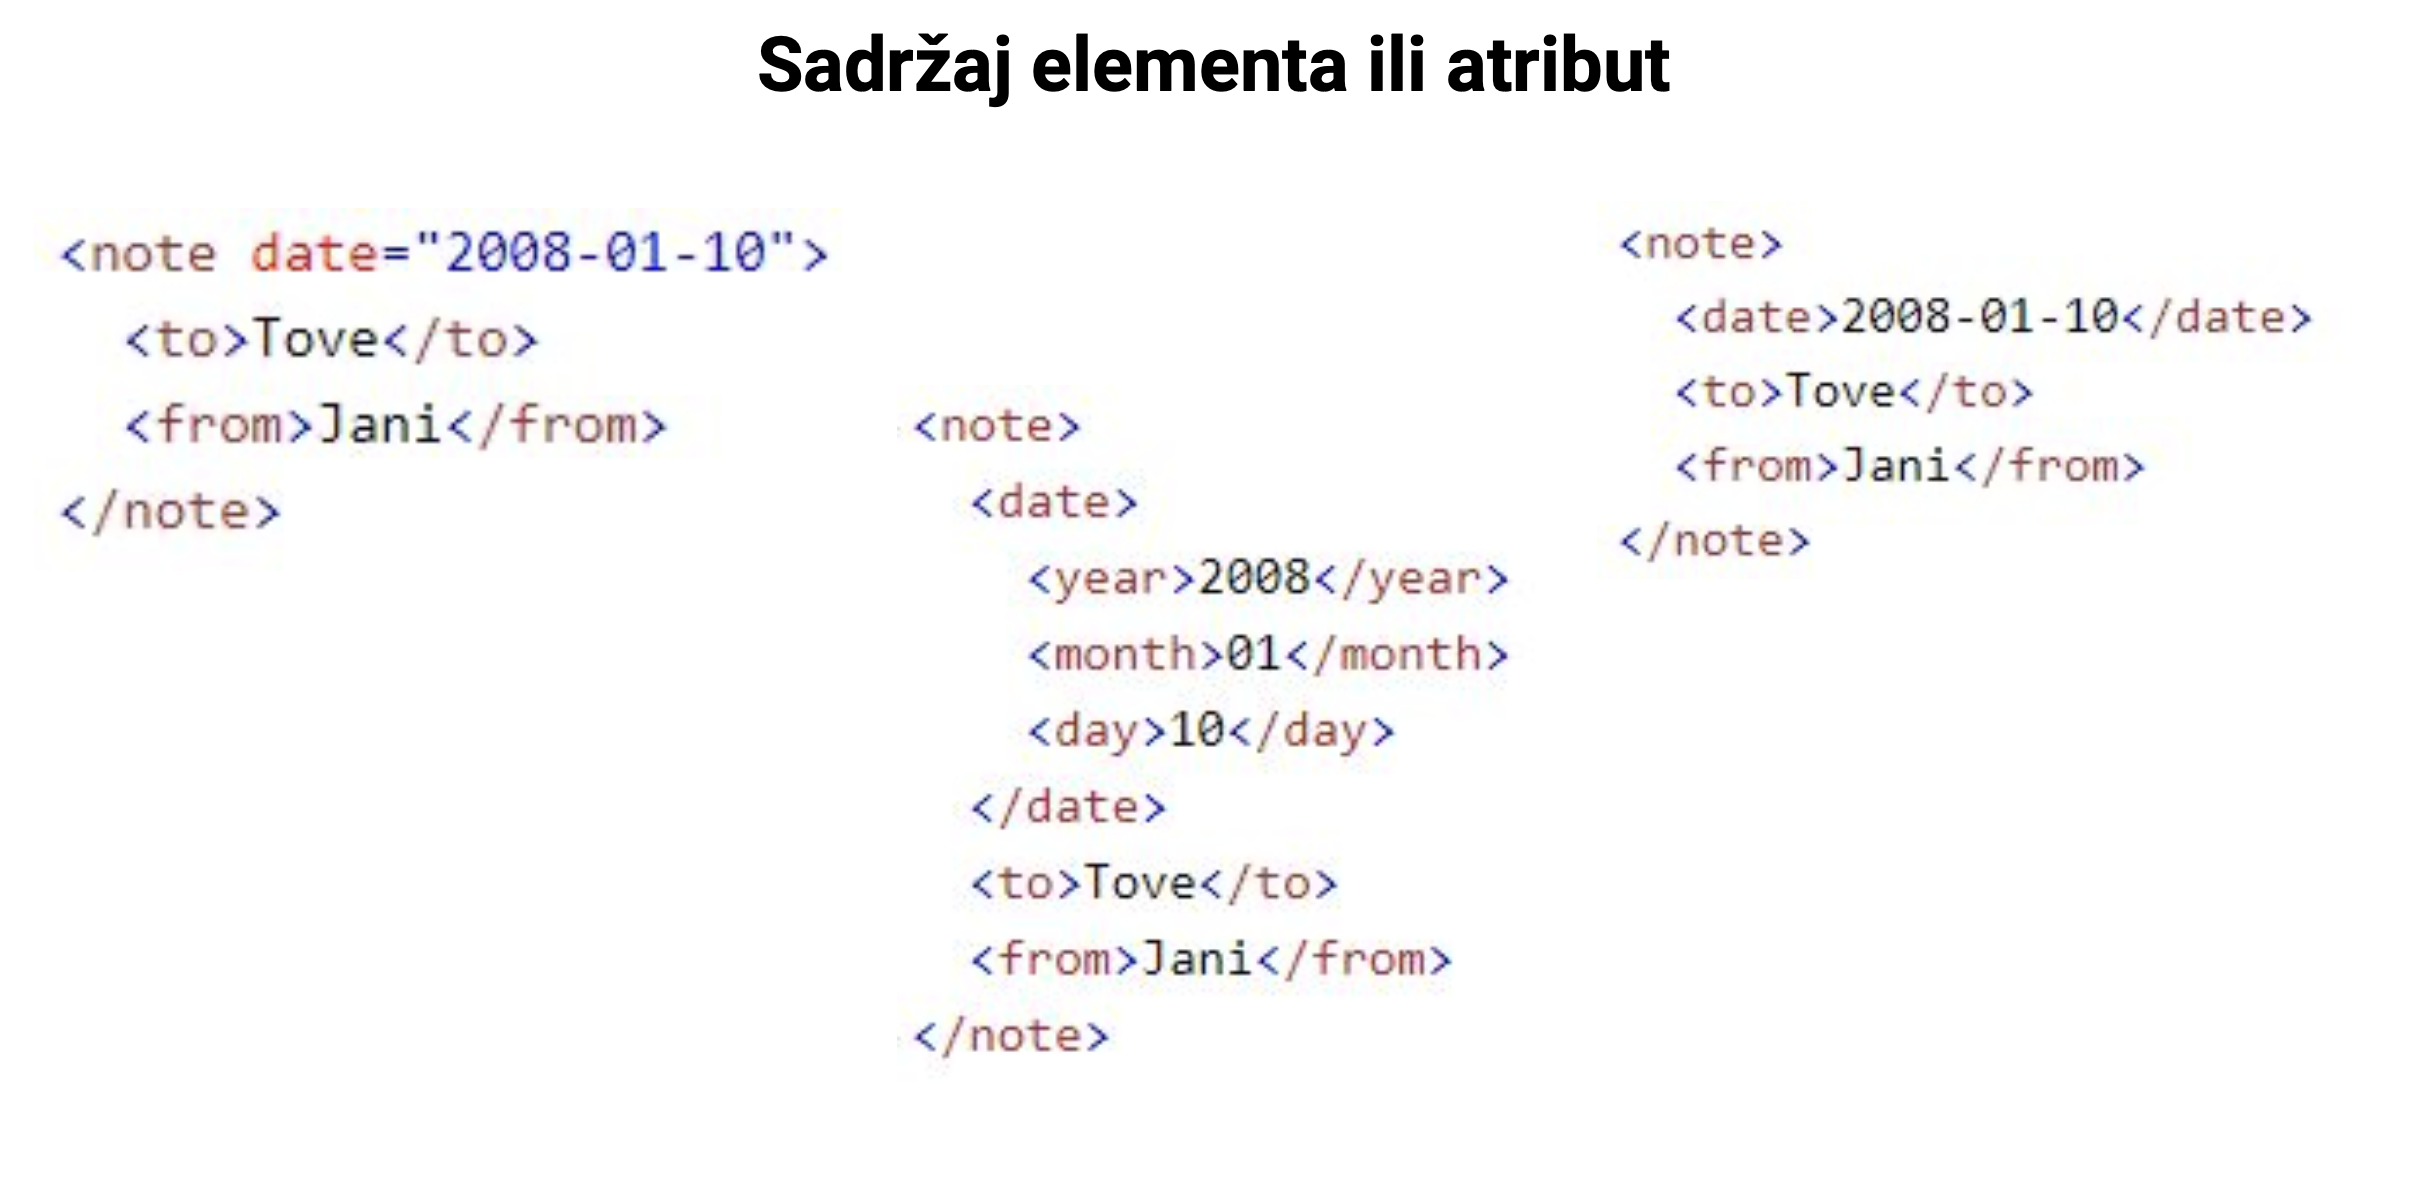 Sadržaj elementa ili atribut
<note date="2008-01-10">
<to>Tove</to>
<from>Jani</from>
</note>
<note>
<date>
<year>2008</year>
<month>01</month>
<day>10</day>
</date>
<to>Tove</to>
<from>Jani</from>
</note>
<note>
<date>2008-01-10</date>
<to>Tove</to>
<from>Jani</from>
</note>